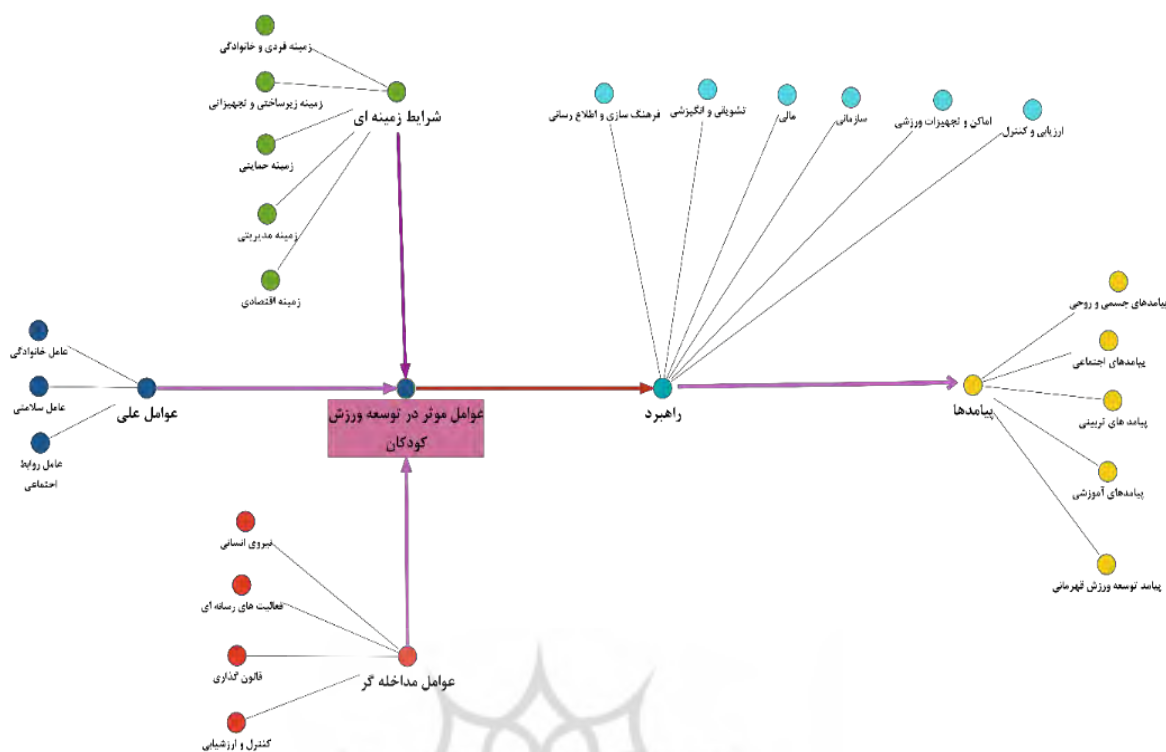 زمینه فردی و خانوادگی
زمینه زیرساختی و تجهیزاتی
شرایط زمینه ای
زمینه حمایتی
زمینه مدیریتی
زمینه اقتصادی
فرهنگ سازی و اطلاع رسانی
تشویقی و انگیزشی
مالی
سازمانی
اماکن و تجهیزات ورزشی
ارزیابی و کنترل
عامل خانوادگی
عامل سلامتی
عامل روابط
اجتماعی
عوامل علی
عوامل موثر در توسعه ورزش
کودکان
راهبرد
پیامدها
پیامدهای جسمی و روحی
پیامدهای اجتماعی
پیامد های تربیتی
پیامدهای آموزشی
پیامد توسعه ورزش قهرمانی
نیروی انسانی
فعالیت های رسانه ای
قانون گذاری
عوامل مداخله گر
کنترل و ارزشیابی